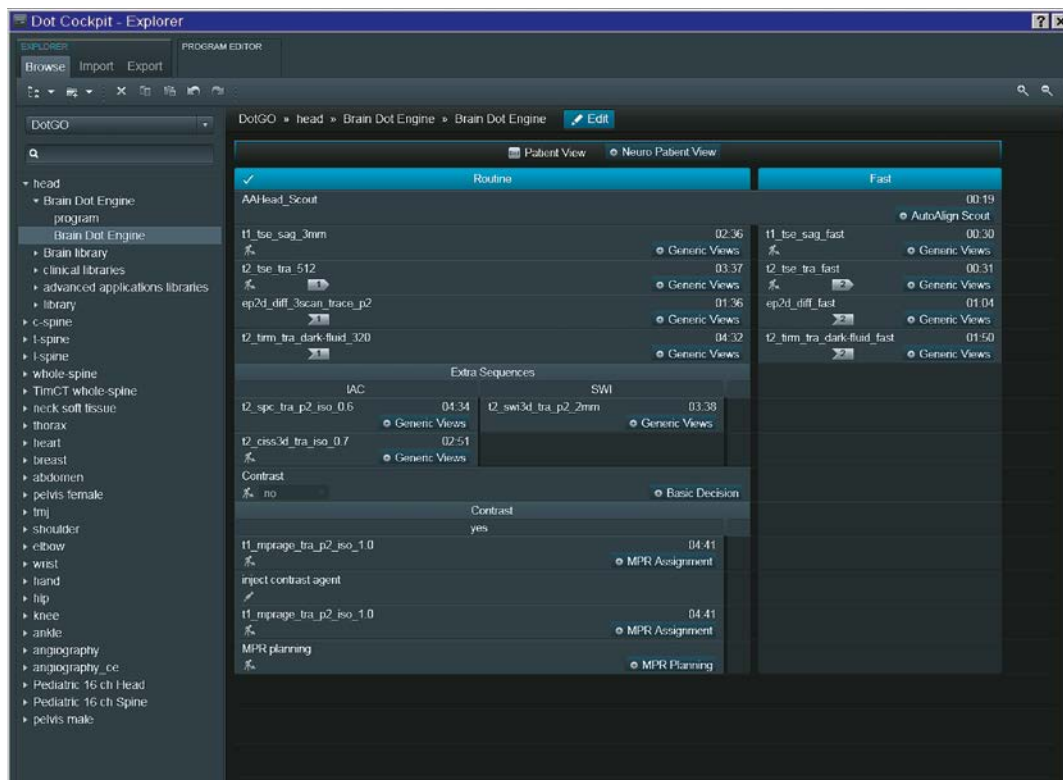 Dot Cockpit - Explorer
EXPLORER
PROGRAM EDITOR
Browse Import Export
DotGO
DotGO » head » Brain Dot Engine » Brain Dot Engine Edit
Patient View Neuro Patient View
head
Brain Dot Engine
program
Brain Dot Engine
Brain library
clinical libraries
advanced applications libraries
library
c-spine
t-spine
l-spine
whole-spine
TimCT whole-spine
neck soft tissue
thorax
heart
breast
abdomen
pelvis female
tmj
shoulder
elbow
wrist
hand
hip
knee
ankle
angiography
angiography_ce
Pediatric 16 ch Head
Pediatric 16 ch Spine
pelvis male
Routine Fast
AAHead_Scout 00:19
AutoAlign Scout
t1_tse_sag_3mm 02:36 t1_tse_sag_fast 00:30
Generic Views Generic Views
t2_tse_tra_512 03:37 t2_tse_tra_fast 00:31
1 Generic Views 2 Generic Views
ep2d_diff_3scan_trace_p2 01:36 ep2d_diff_fast 01:04
1 Generic Views 2 Generic Views
t2_tirm_tra_dark-fluid_320 04:32 t2_tirm_tra_dark-fluid_fast 01:50
1 Generic Views 2 Generic Views
Extra Sequences
IAC SWI
t2_spc_tra_p2_iso_0.6 04:34 t2_swi3d_tra_p2_2mm 03:38
Generic Views Generic Views
t2_ciss3d_tra_iso_0.7 02:51
Generic Views
Contrast
no Basic Decision
Contrast
yes
t1_mprage_tra_p2_iso_1.0 04:41
MPR Assignment
inject contrast agent
t1_mprage_tra_p2_iso_1.0 04:41
MPR Assignment
MPR planning
MPR Planning